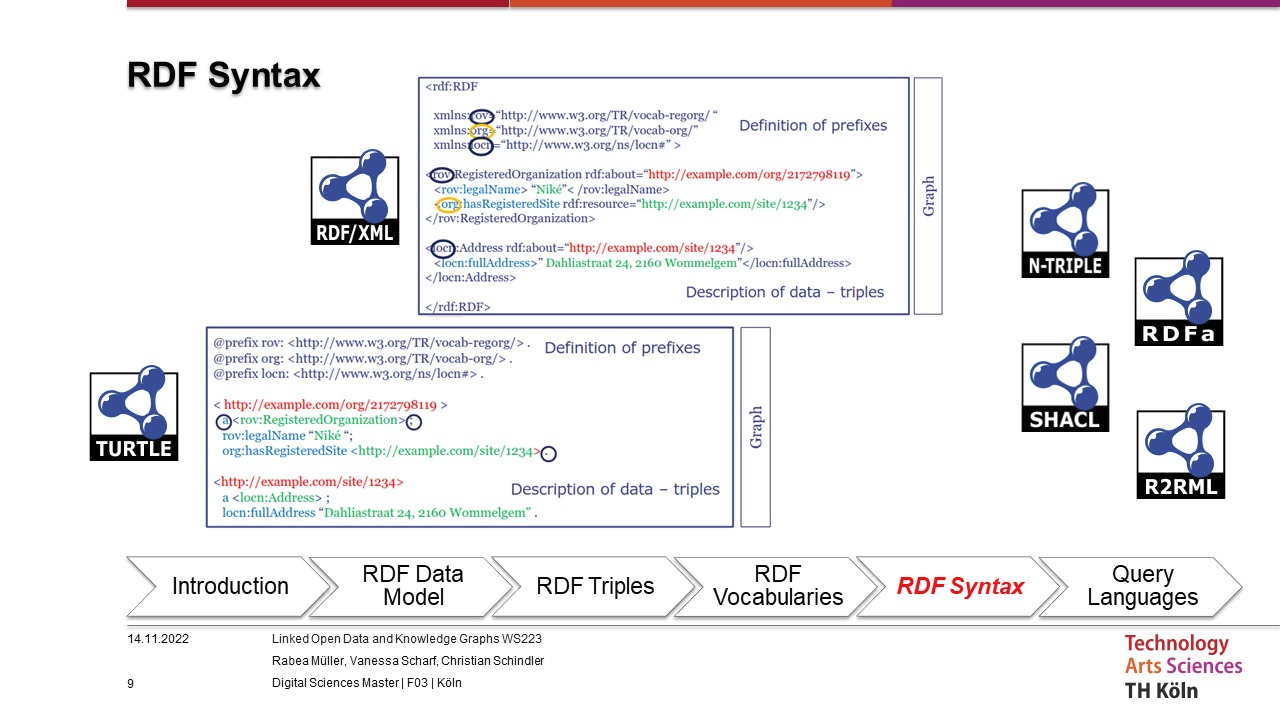 RDF Syntax
<rdf:RDF
xmlns:rov=“http://www.w3.org/TR/vocab-regorg/ “
xmlns:org=“http://www.w3.org/TR/vocab-org/”
xmlns:locn=“http://www.w3.org/ns/locn#” >
Definition of prefixes
<rov:RegisteredOrganization rdf:about=“http://example.com/org/2172798119”>
<rov:legalName> “Niké”< /rov:legalName>
<org:hasRegisteredSite rdf:resource=“http://example.com/site/1234”/>
</rov:RegisteredOrganization>
<locn:Address rdf:about=“http://example.com/site/1234”/>
<locn:fullAddress>” Dahliastraat 24, 2160 Wommelgem”</locn:fullAddress>
</locn:Address>
Description of data – triples
</rdf:RDF>
Graph
RDF/XML
@prefix rov: <http://www.w3.org/TR/vocab-regorg/> .
@prefix org: <http://www.w3.org/TR/vocab-org/> .
@prefix locn: <http://www.w3.org/ns/locn#> .
Definition of prefixes
< http://example.com/org/2172798119 >
a <rov:RegisteredOrganization> ;
rov:legalName “Niké “;
org:hasRegisteredSite <http://example.com/site/1234> .
<http://example.com/site/1234>
a <locn:Address> ;
locn:fullAddress “Dahliastraat 24, 2160 Wommelgem” .
Description of data – triples
Graph
TURTLE
N-TRIPLE
RDFa
SHACL
R2RML
Introduction
RDF Data
Model
RDF Triples
RDF
Vocabularies
RDF Syntax
Query
Languages
14.11.2022
Linked Open Data and Knowledge Graphs WS223
Rabea Müller, Vanessa Scharf, Christian Schindler
9
Digital Sciences Master | F03 | Köln
Technology
Arts Sciences
TH Köln